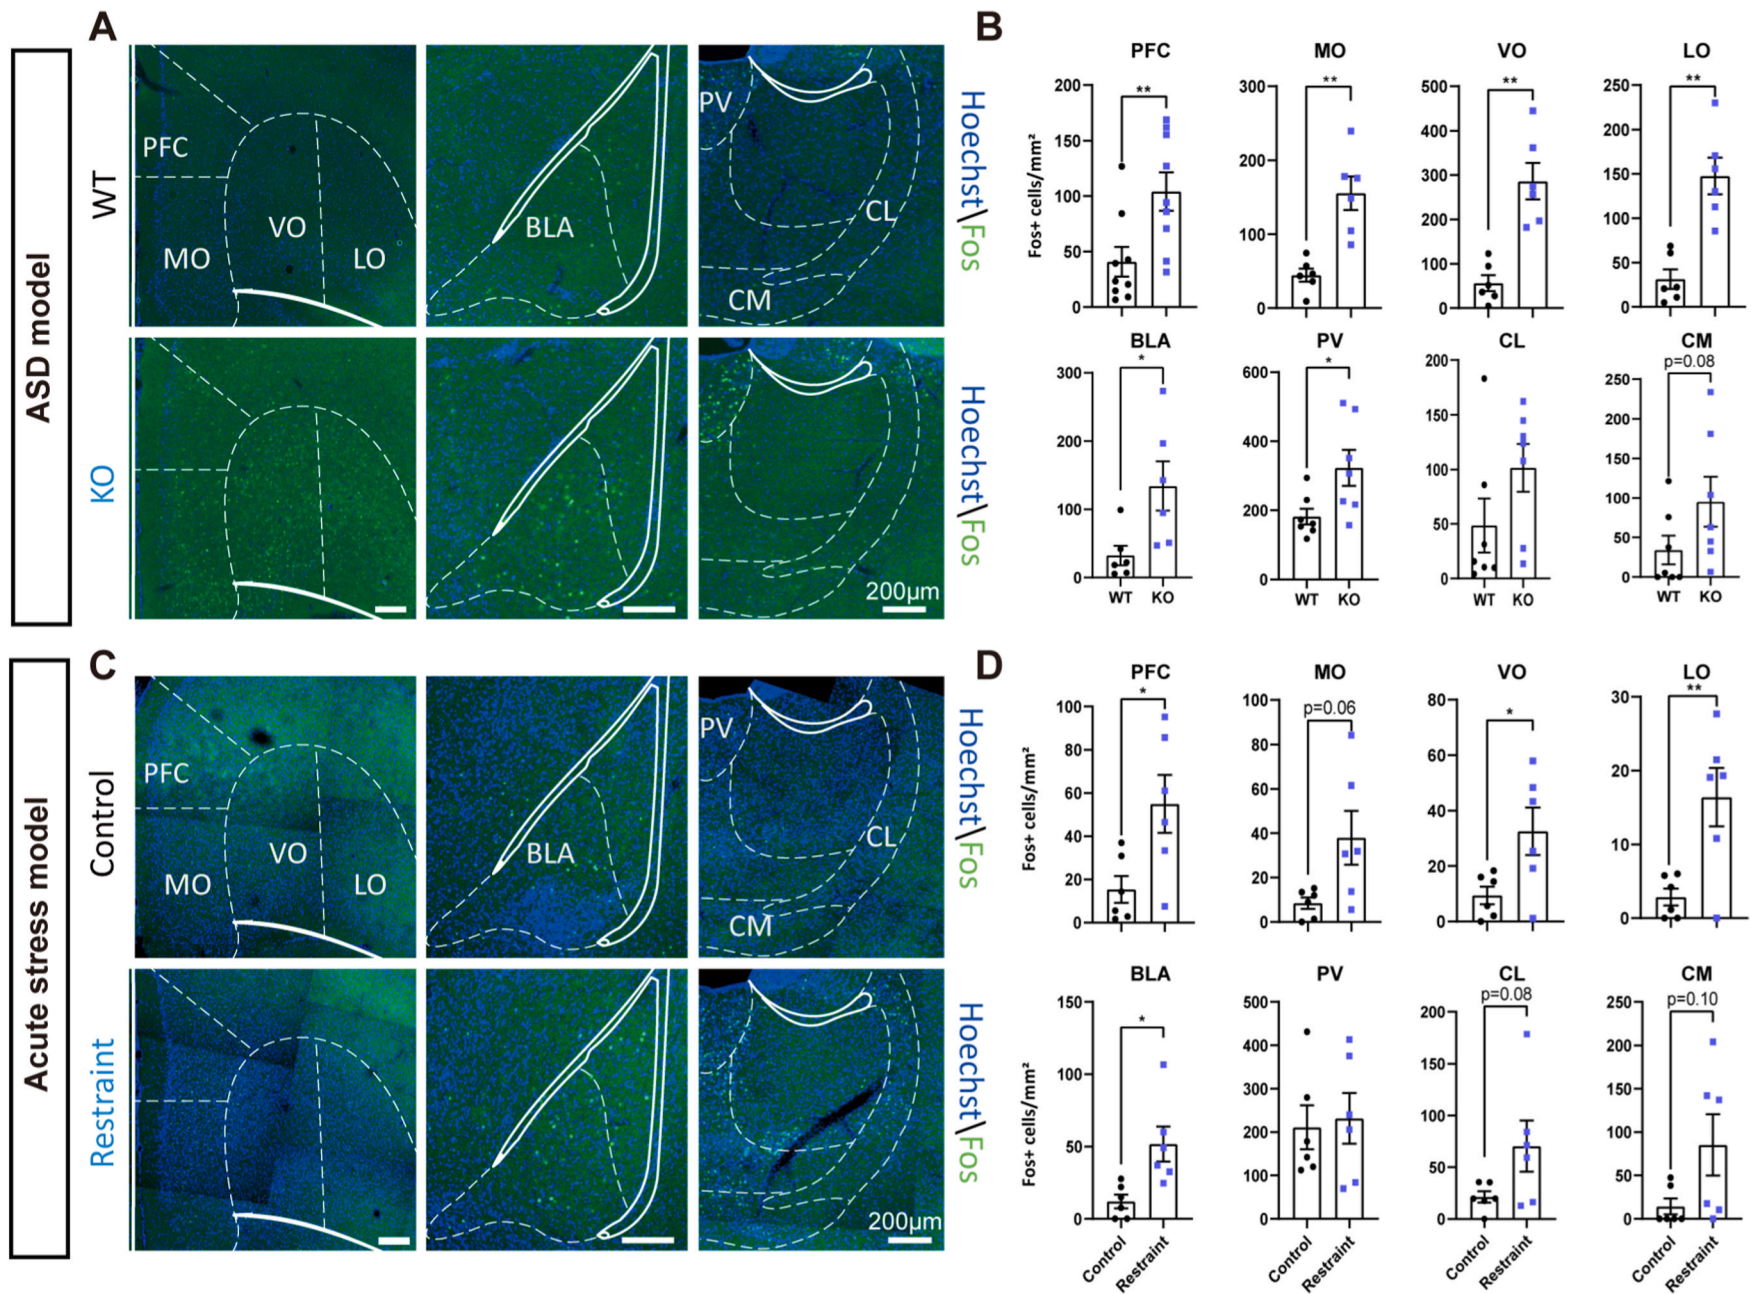 A
ASD model
WT
PFC
MO
VO
LO
BLA
PV
CL
CM
Hoechst\Fos
KO
200μm
Hoechst\Fos
B
PFC
MO
VO
LO
Fos+ cells/mm²
200
150
100
50
0
**
300
200
100
0
**
500
400
300
200
100
0
**
250
200
150
100
50
0
**
BLA
PV
CL
CM
300
200
100
0
*
WT
KO
600
400
200
0
*
WT
KO
200
150
100
50
0
WT
KO
p=0.08
250
200
150
100
50
0
WT
KO
C
Acute stress model
Control
PFC
MO
VO
LO
BLA
PV
CL
CM
Hoechst\Fos
Restraint
200μm
Hoechst\Fos
D
PFC
MO
VO
LO
Fos+ cells/mm²
100
80
60
40
20
0
*
p=0.06
100
80
60
40
20
0
80
60
40
20
0
*
30
20
10
0
**
BLA
PV
CL
CM
Fos+ cells/mm²
150
100
50
0
*
Control
Restraint
500
400
300
200
100
0
Control
Restraint
p=0.08
200
150
100
50
0
Control
Restraint
p=0.10
250
200
150
100
50
0
Control
Restraint